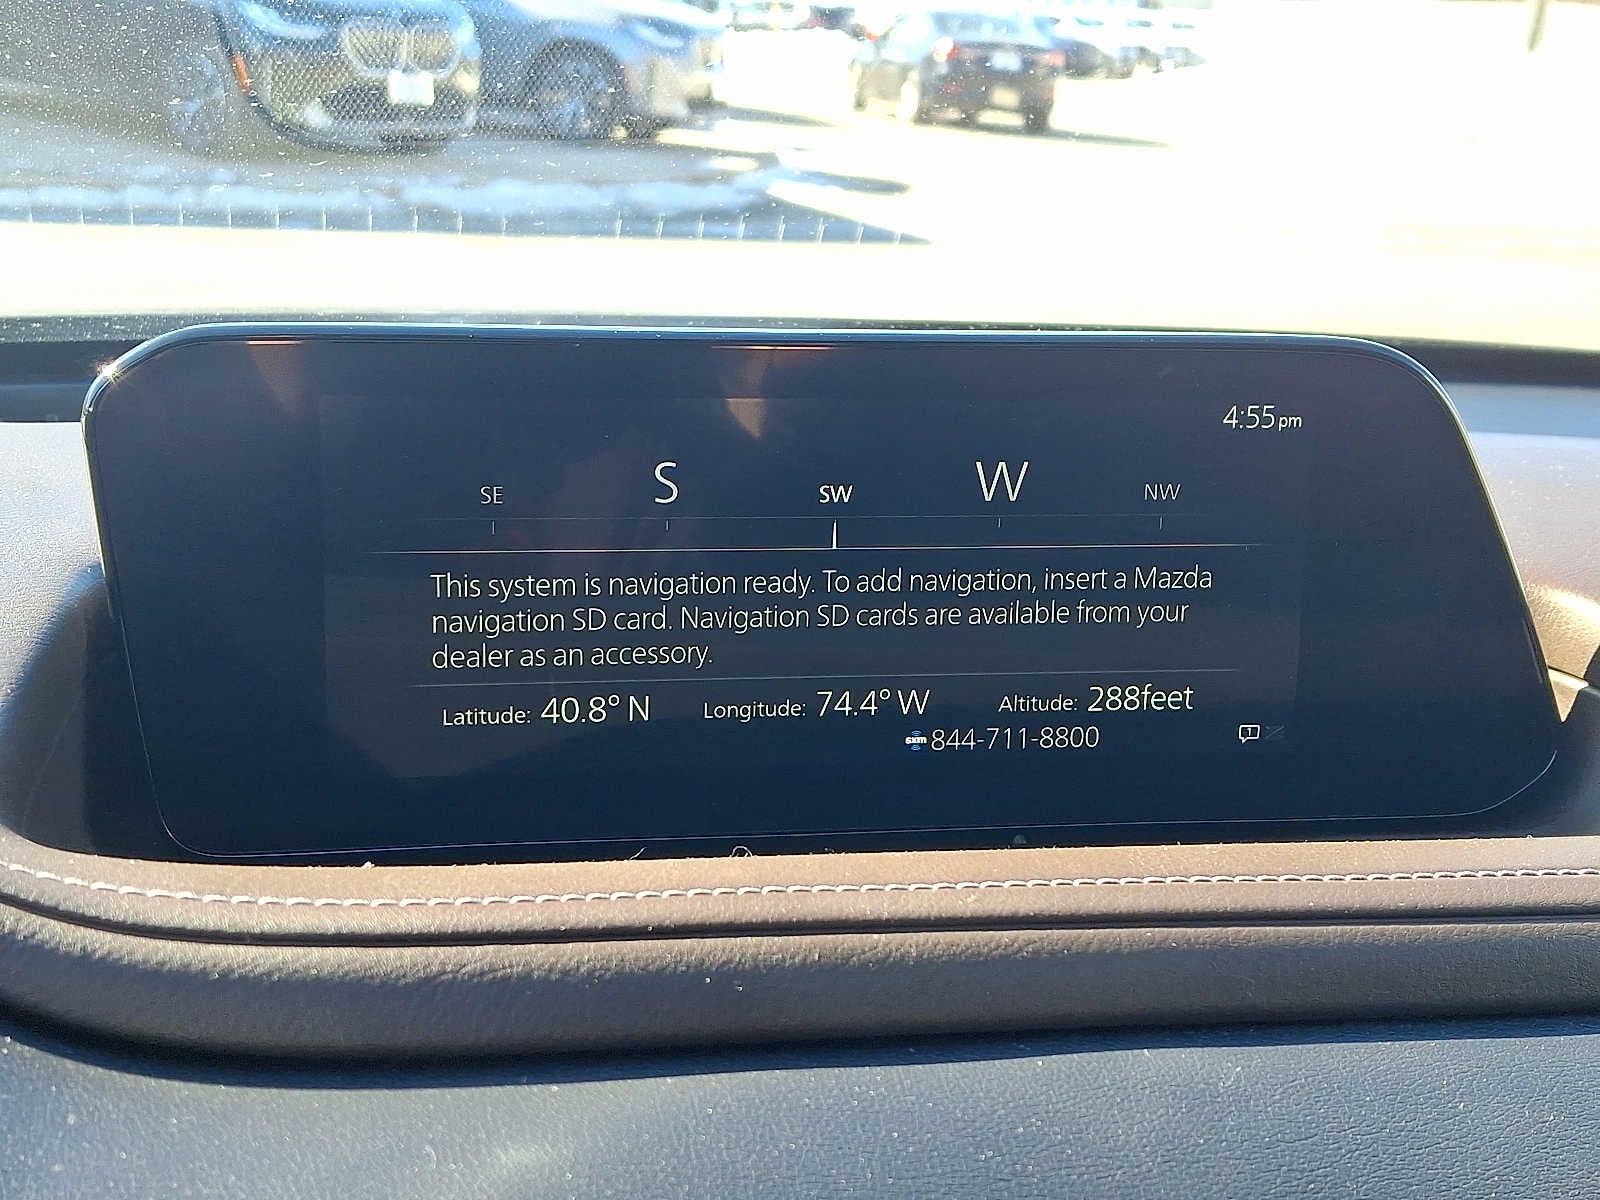 4:55pm
SE S SW W NW
This system is navigation ready. To add navigation, insert a Mazda
navigation SD card. Navigation SD cards are available from your
dealer as an accessory.
Latitude: 40.8° N Longitude: 74.4° W Altitude: 288feet
sxm 844-711-8800 1